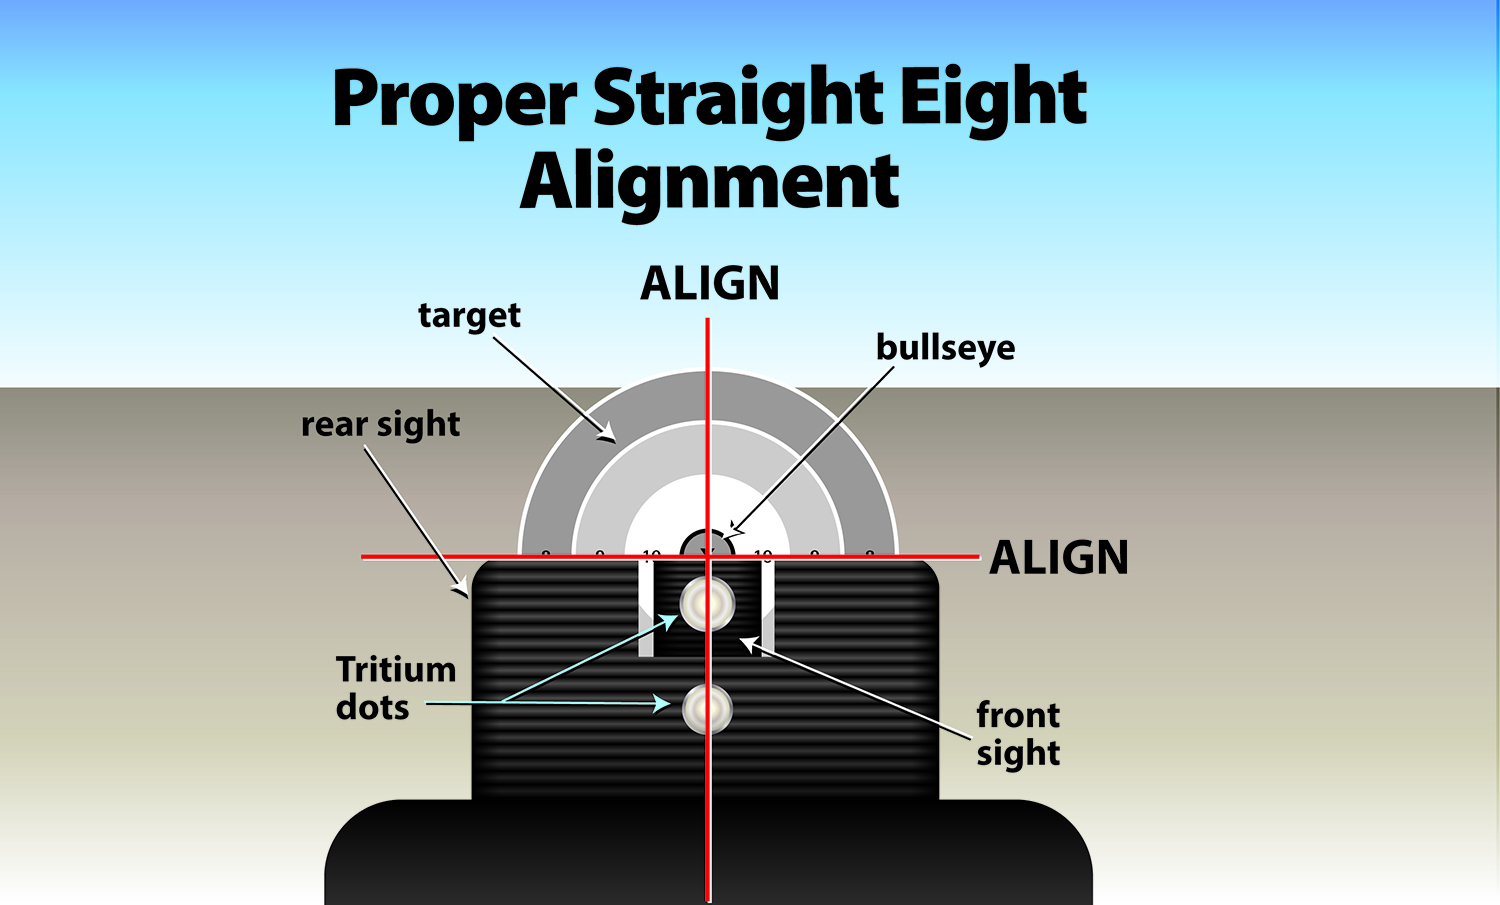 Proper Straight Eight
Alignment
ALIGN
target
bullseye
rear sight
8 9 10 X 10 9 8
ALIGN
Tritium
dots
front
sight